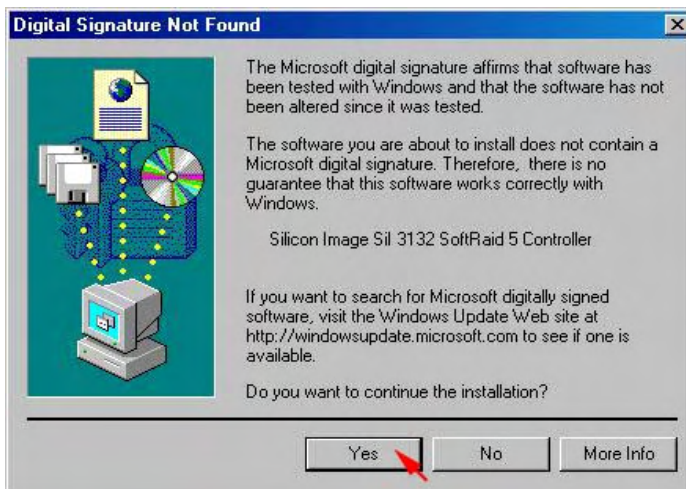 Digital Signature Not Found
The Microsoft digital signature affirms that software has
been tested with Windows and that the software has not
been altered since it was tested.
The software you are about to install does not contain a
Microsoft digital signature. Therefore, there is no
guarantee that this software works correctly with
Windows.
Silicon Image SiI 3132 SoftRaid 5 Controller
If you want to search for Microsoft digitally signed
software, visit the Windows Update Web site at
http://windowsupdate.microsoft.com to see if one is
available.
Do you want to continue the installation?
Yes
No
More Info